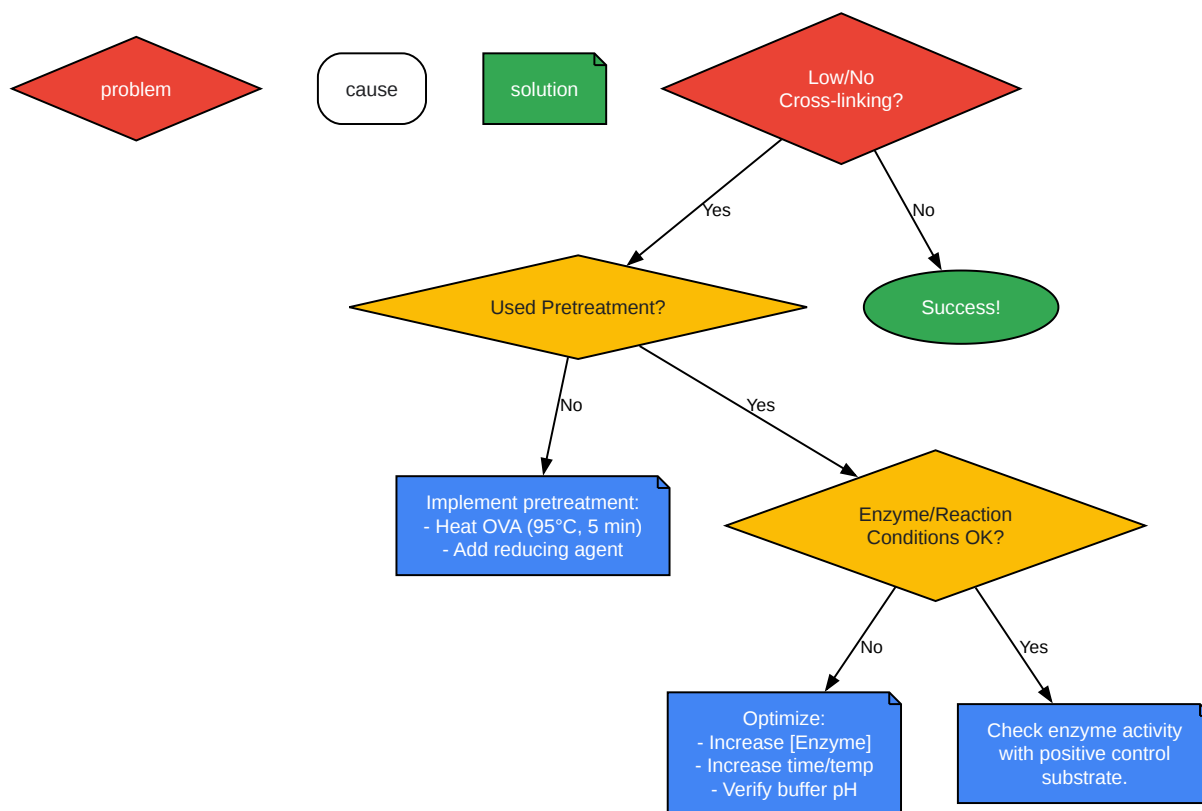 problem
cause
solution
Low/No
Cross-linking?
Yes
No
Used Pretreatment?
Success!
No
Yes
Implement pretreatment:
- Heat OVA (95°C, 5 min)
- Add reducing agent
Enzyme/Reaction
Conditions OK?
No
Yes
Optimize:
- Increase [Enzyme]
- Increase time/temp
- Verify buffer pH
Check enzyme activity
with positive control
substrate.